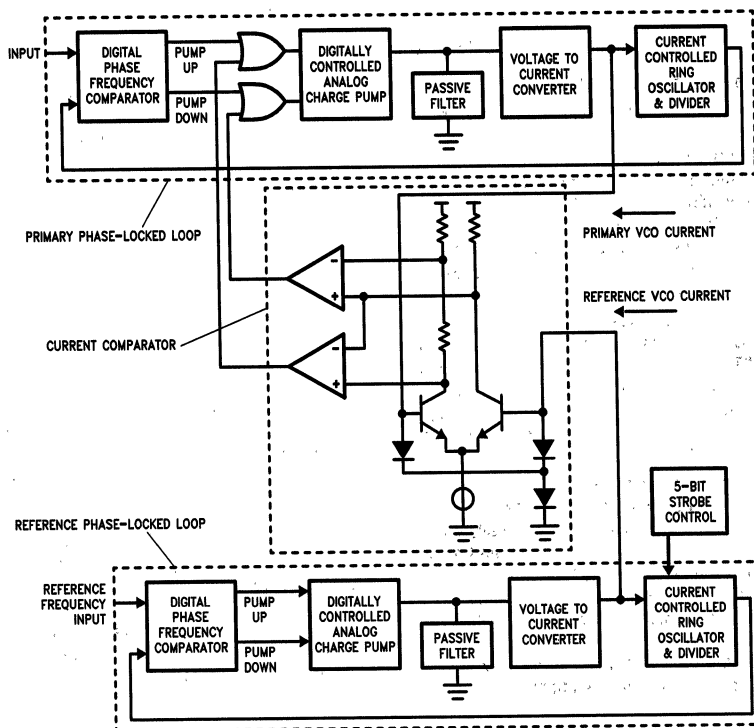 INPUT
DIGITAL
PHASE
FREQUENCY
COMPARATOR
PUMP
UP
PUMP
DOWN
DIGITALLY
CONTROLLED
ANALOG
CHARGE PUMP
PASSIVE
FILTER
VOLTAGE TO
CURRENT
CONVERTER
CURRENT
CONTROLLED
RING
OSCILLATOR
& DIVIDER
PRIMARY PHASE-LOCKED LOOP
PRIMARY VCO CURRENT
REFERENCE VCO CURRENT
CURRENT COMPARATOR
-
+
-
+
5-BIT
STROBE
CONTROL
REFERENCE PHASE-LOCKED LOOP
REFERENCE
FREQUENCY
INPUT
DIGITAL
PHASE
FREQUENCY
COMPARATOR
PUMP
UP
PUMP
DOWN
DIGITALLY
CONTROLLED
ANALOG
CHARGE PUMP
PASSIVE
FILTER
VOLTAGE TO
CURRENT
CONVERTER
CURRENT
CONTROLLED
RING
OSCILLATOR
& DIVIDER